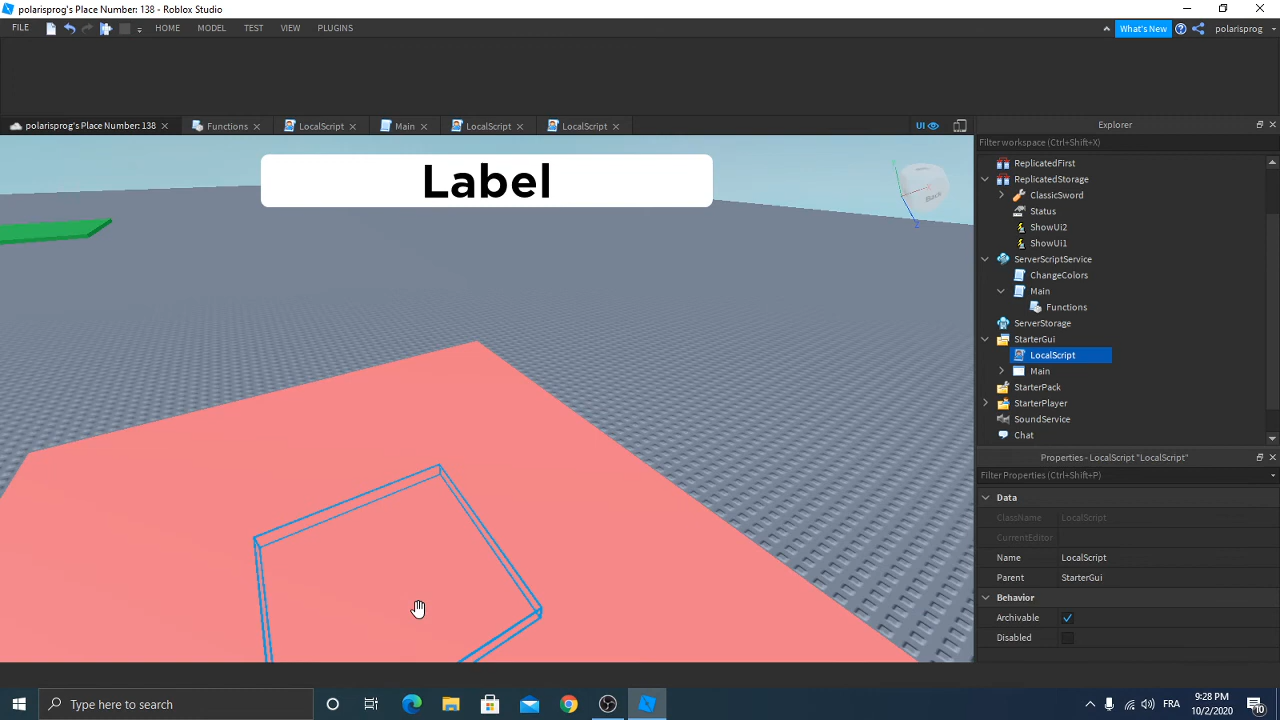 polarisprog's Place Number: 138 - Roblox Studio
FILE HOME MODEL TEST VIEW PLUGINS What's New polarisprog
polarisprog's Place Number: 138 Functions LocalScript Main LocalScript LocalScript UI
Label
Explorer
Filter workspace (Ctrl+Shift+X)
ReplicatedFirst
ReplicatedStorage
ClassicSword
Status
ShowUi2
ShowUi1
ServerScriptService
ChangeColors
Main
Functions
ServerStorage
StarterGui
LocalScript
Main
StarterPack
StarterPlayer
SoundService
Chat
Properties - LocalScript "LocalScript"
Filter Properties (Ctrl+Shift+P)
Data
ClassName LocalScript
CurrentEditor
Name LocalScript
Parent StarterGui
Behavior
Archivable
Disabled
Type here to search
FRA
9:28 PM
10/2/2020
10